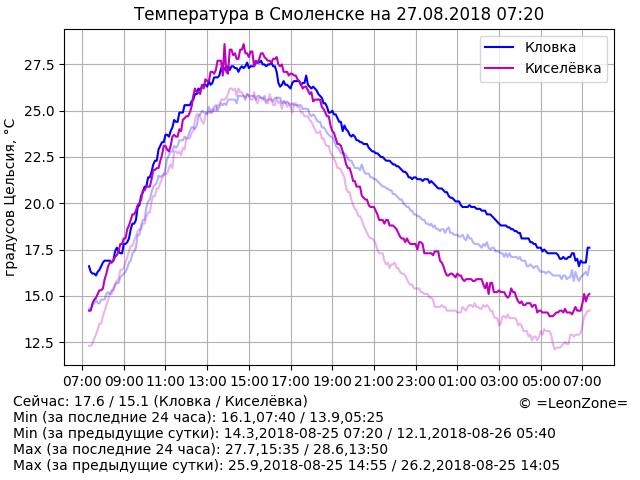 Температура в Смоленске на 27.08.2018 07:20
Кловка
Киселёвка
градусов Цельсия, °C
27.5
25.0
22.5
20.0
17.5
15.0
12.5
07:00 09:00 11:00 13:00 15:00 17:00 19:00 21:00 23:00 01:00 03:00 05:00 07:00
Сейчас: 17.6 / 15.1 (Кловка / Киселёвка)
© =LeonZone=
Min (за последние 24 часа): 16.1,07:40 / 13.9,05:25
Min (за предыдущие сутки): 14.3,2018-08-25 07:20 / 12.1,2018-08-26 05:40
Max (за последние 24 часа): 27.7,15:35 / 28.6,13:50
Max (за предыдущие сутки): 25.9,2018-08-25 14:55 / 26.2,2018-08-25 14:05